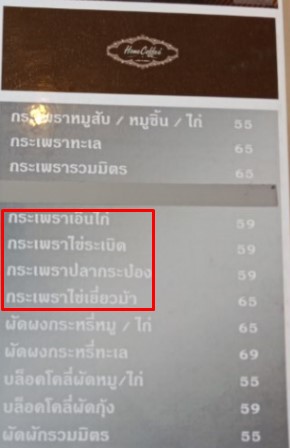 Home Coffee
กระเพราหมูสับ / หมูชิ้น / ไก่ 55
กระเพราทะเล 65
กระเพรารวมมิตร 65
กระเพราเอ็นไก่ 59
กระเพราไข่ระเบิด 59
กระเพราปลากระป๋อง 59
กระเพราไข่เยี่ยวม้า 65
ผัดผงกระหรี่หมู / ไก่ 65
ผัดผงกระหรี่ทะเล 69
บล็อคโคลี่ผัดหมู/ไก่ 55
บล็อคโคลี่ผัดกุ้ง 59
ผัดผักรวมมิตร 55